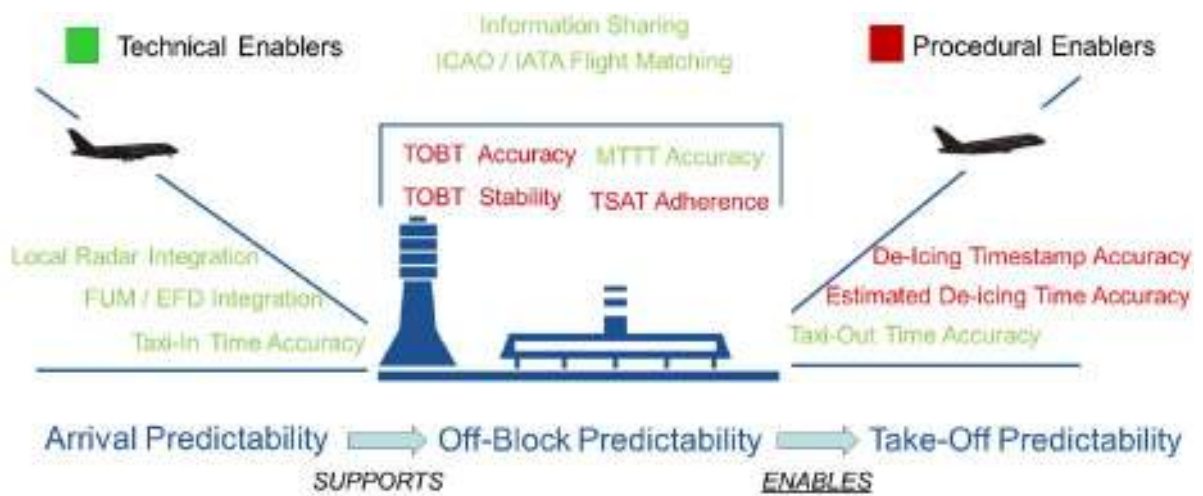 Technical Enablers
Information Sharing
ICAO / IATA Flight Matching
Procedural Enablers
TOBT Accuracy
MTTT Accuracy
TOBT Stability
TSAT Adherence
Local Radar Integration
FUM / EFD Integration
Taxi-In Time Accuracy
De-Icing Timestamp Accuracy
Estimated De-icing Time Accuracy
Taxi-Out Time Accuracy
Arrival Predictability
Off-Block Predictability
Take-Off Predictability
SUPPORTS
ENABLES